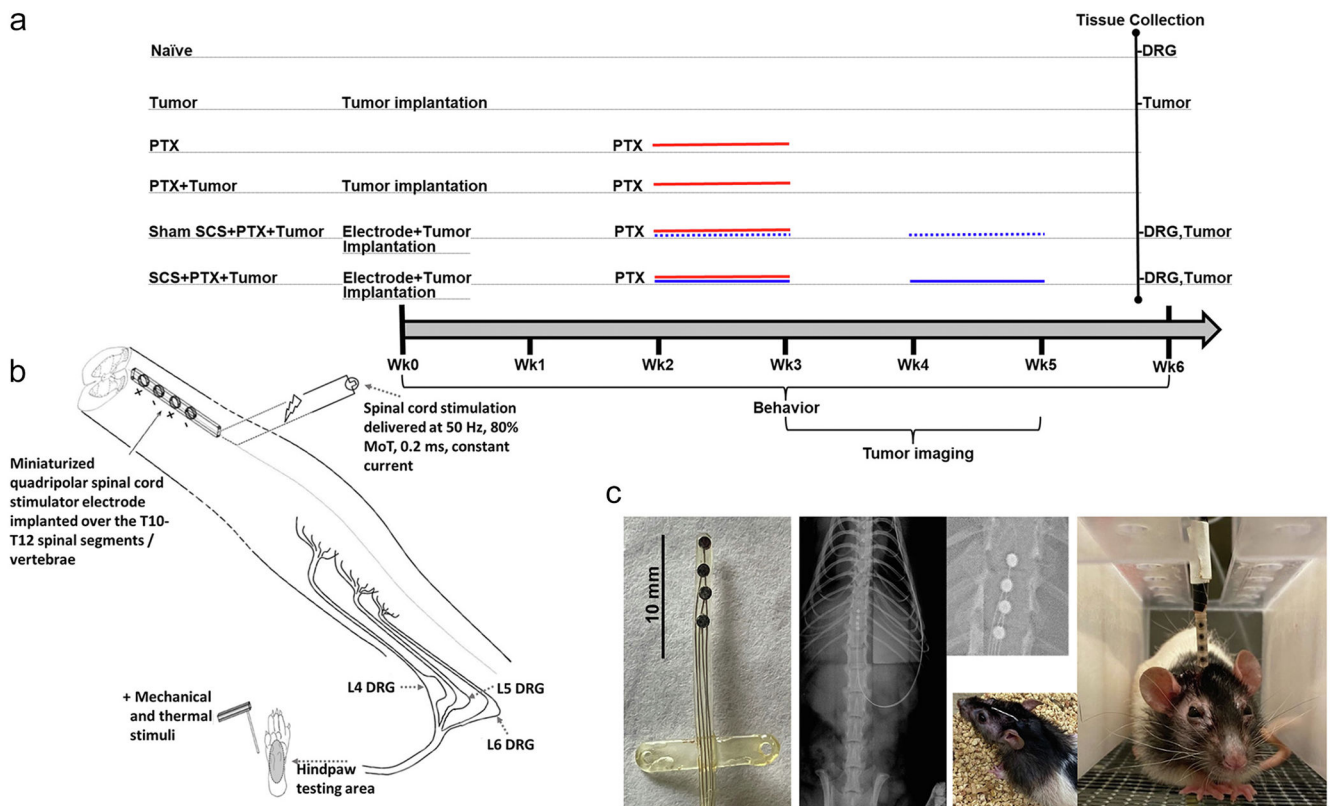 a
Tissue Collection
Naïve
DRG
Tumor
Tumor implantation
Tumor
PTX
PTX
PTX+Tumor
Tumor implantation
PTX
Sham SCS+PTX+Tumor
Electrode+Tumor
Implantation
PTX
DRG,Tumor
SCS+PTX+Tumor
Electrode+Tumor
Implantation
PTX
DRG,Tumor
Wk0
Wk1
Wk2
Wk3
Wk4
Wk5
Wk6
Behavior
Tumor imaging
b
+ - + -
Spinal cord stimulation
delivered at 50 Hz, 80%
MoT, 0.2 ms, constant
current
Miniaturized
quadripolar spinal cord
stimulator electrode
implanted over the T10-
T12 spinal segments /
vertebrae
L4 DRG
L5 DRG
L6 DRG
+ Mechanical
and thermal
stimuli
Hindpaw
testing area
c
10 mm